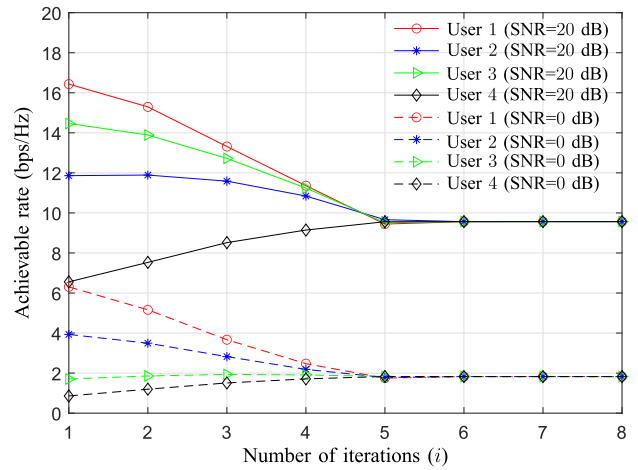 20
18
16
14
12
10
8
6
4
2
0
Achievable rate (bps/Hz)
User 1 (SNR=20 dB)
User 2 (SNR=20 dB)
User 3 (SNR=20 dB)
User 4 (SNR=20 dB)
User 1 (SNR=0 dB)
User 2 (SNR=0 dB)
User 3 (SNR=0 dB)
User 4 (SNR=0 dB)
1 2 3 4 5 6 7 8
Number of iterations (i)